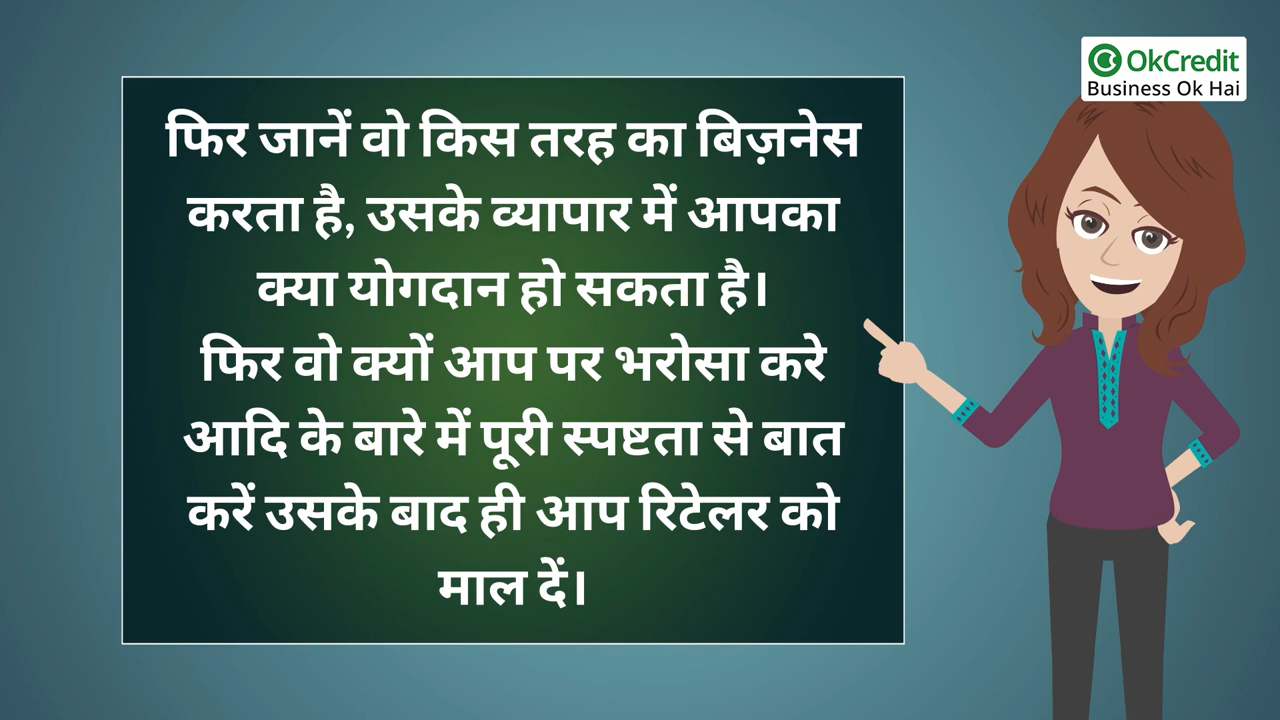 OkCredit
Business Ok Hai
फिर जानें वो किस तरह का बिज़नेस
करता है, उसके व्यापार में आपका
क्या योगदान हो सकता है।
फिर वो क्यों आप पर भरोसा करे
आदि के बारे में पूरी स्पष्टता से बात
करें उसके बाद ही आप रिटेलर को
माल दें।